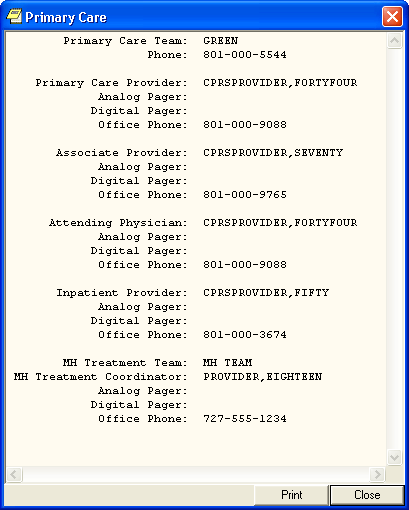 Primary Care
Primary Care Team: GREEN
Phone: 801-000-5544
Primary Care Provider: CPRSPROVIDER,FORTYFOUR
Analog Pager:
Digital Pager:
Office Phone: 801-000-9088
Associate Provider: CPRSPROVIDER,SEVENTY
Analog Pager:
Digital Pager:
Office Phone: 801-000-9765
Attending Physician: CPRSPROVIDER,FORTYFOUR
Analog Pager:
Digital Pager:
Office Phone: 801-000-9088
Inpatient Provider: CPRSPROVIDER,FIFTY
Analog Pager:
Digital Pager:
Office Phone: 801-000-3674
MH Treatment Team: MH TEAM
MH Treatment Coordinator: PROVIDER,EIGHTEEN
Analog Pager:
Digital Pager:
Office Phone: 727-555-1234
Print Close